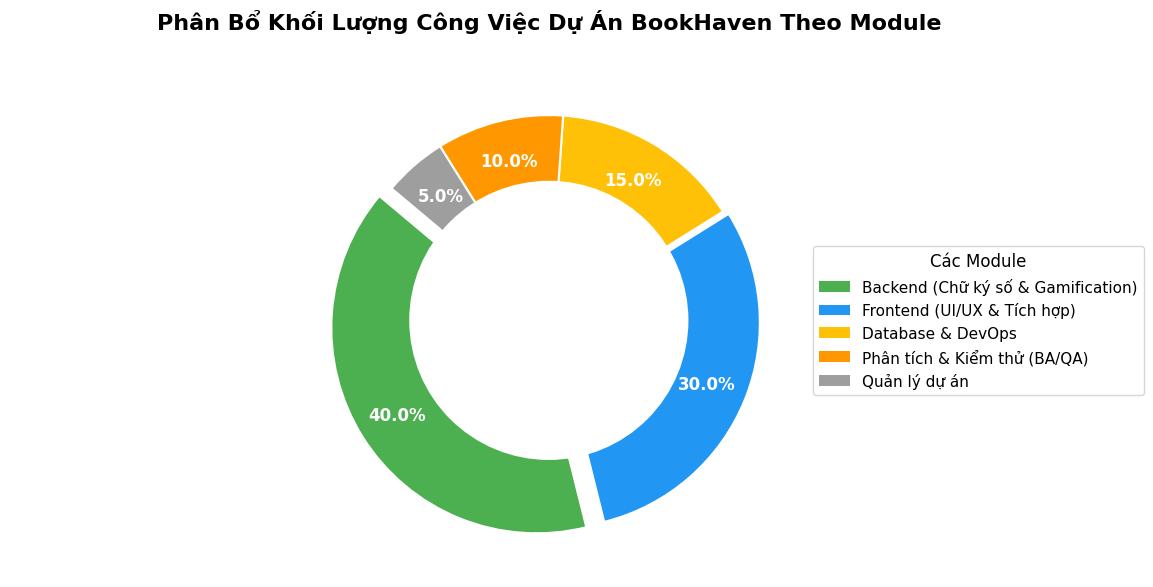 Phân Bổ Khối Lượng Công Việc Dự Án BookHaven Theo Module
10.0%
15.0%
5.0%
30.0%
40.0%
Các Module
Backend (Chữ ký số & Gamification)
Frontend (UI/UX & Tích hợp)
Database & DevOps
Phân tích & Kiểm thử (BA/QA)
Quản lý dự án